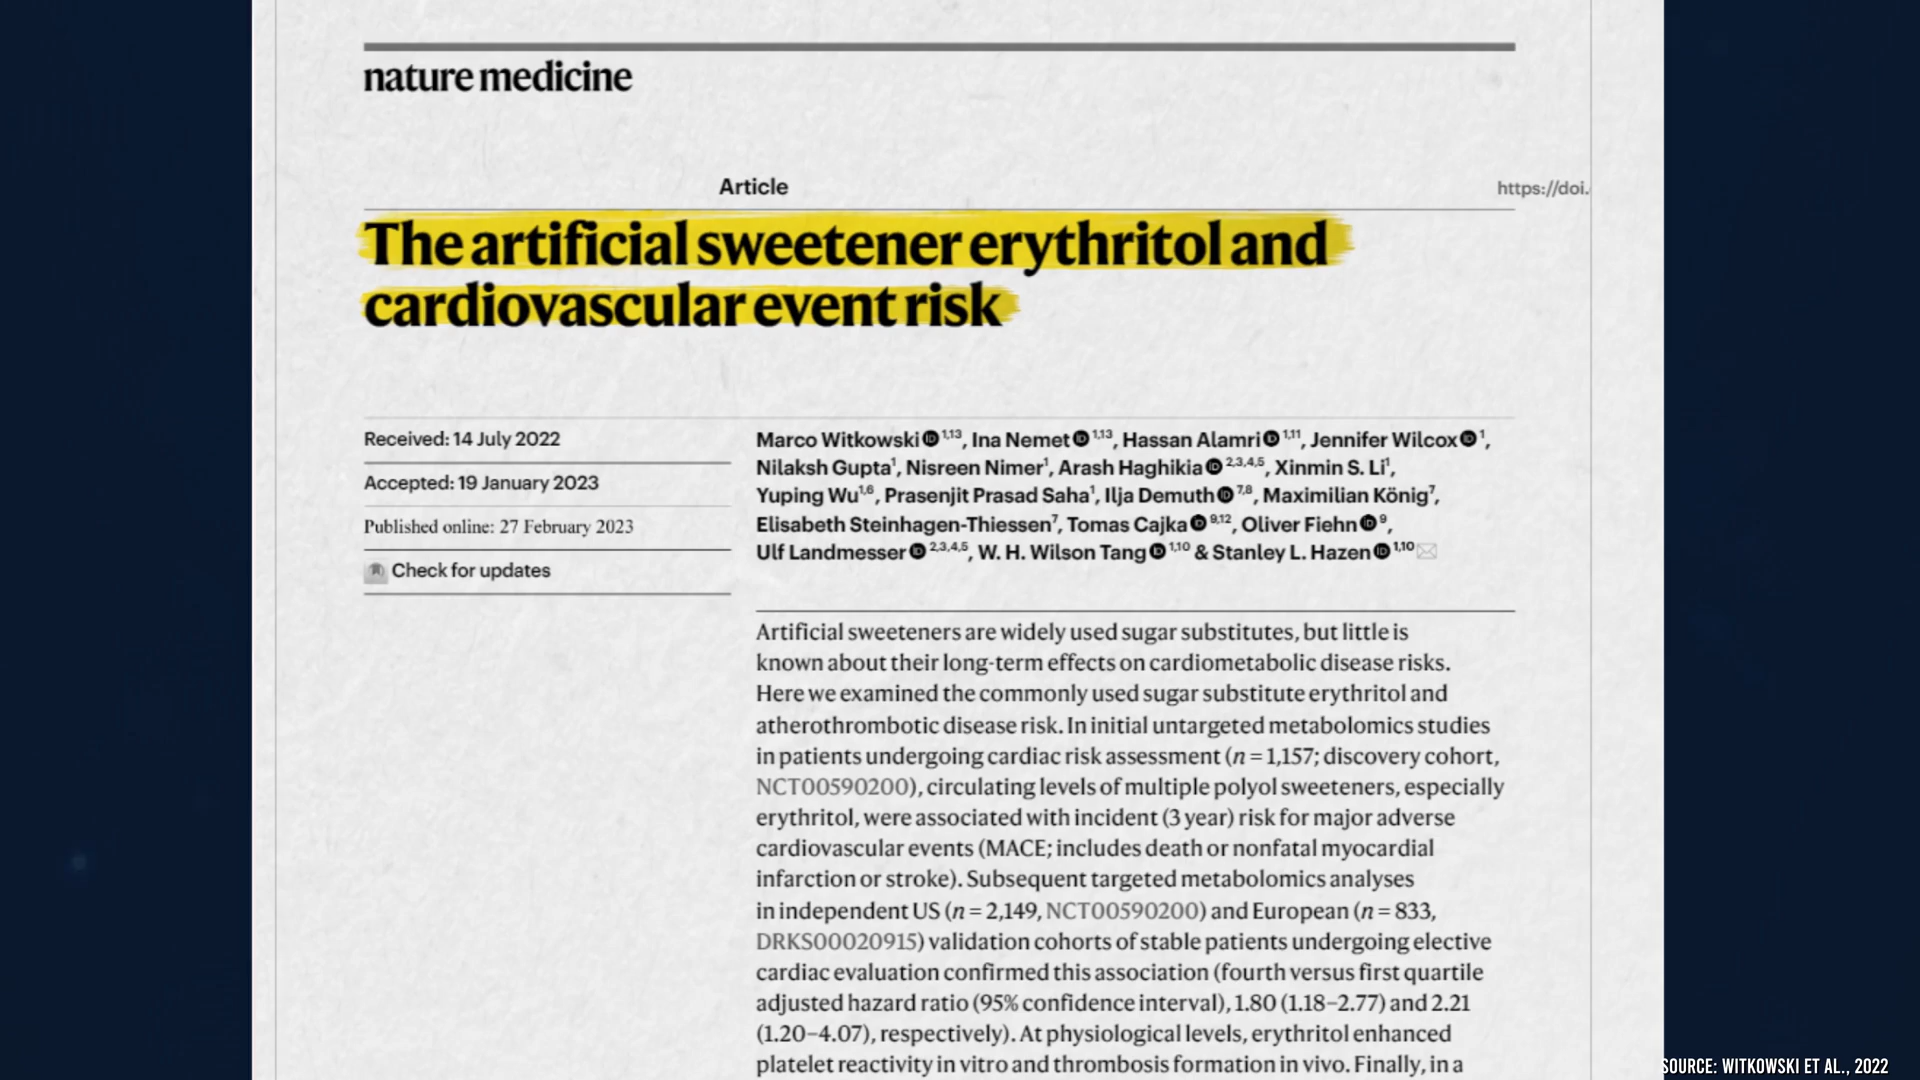 nature medicine
Article
https://doi.
The artificial sweetener erythritol and
cardiovascular event risk
Received: 14 July 2022
Accepted: 19 January 2023
Published online: 27 February 2023
Check for updates
Marco Witkowski 1,13, Ina Nemet 1,13, Hassan Alamri 1,11, Jennifer Wilcox 1,
Nilaksh Gupta1, Nisreen Nimer1, Arash Haghikia 2,3,4,5, Xinmin S. Li1,
Yuping Wu1,6, Prasenjit Prasad Saha1, Ilja Demuth 7,8, Maximilian König7,
Elisabeth Steinhagen-Thiessen7, Tomas Cajka 9,12, Oliver Fiehn 9,
Ulf Landmesser 2,3,4,5, W. H. Wilson Tang 1,10 & Stanley L. Hazen 1,10
Artificial sweeteners are widely used sugar substitutes, but little is
known about their long-term effects on cardiometabolic disease risks.
Here we examined the commonly used sugar substitute erythritol and
atherothrombotic disease risk. In initial untargeted metabolomics studies
in patients undergoing cardiac risk assessment (n = 1,157; discovery cohort,
NCT00590200), circulating levels of multiple polyol sweeteners, especially
erythritol, were associated with incident (3 year) risk for major adverse
cardiovascular events (MACE; includes death or nonfatal myocardial
infarction or stroke). Subsequent targeted metabolomics analyses
in independent US (n = 2,149, NCT00590200) and European (n = 833,
DRKS00020915) validation cohorts of stable patients undergoing elective
cardiac evaluation confirmed this association (fourth versus first quartile
adjusted hazard ratio (95% confidence interval), 1.80 (1.18–2.77) and 2.21
(1.20–4.07), respectively). At physiological levels, erythritol enhanced
platelet reactivity in vitro and thrombosis formation in vivo. Finally, in a
SOURCE: WITKOWSKI ET AL., 2022